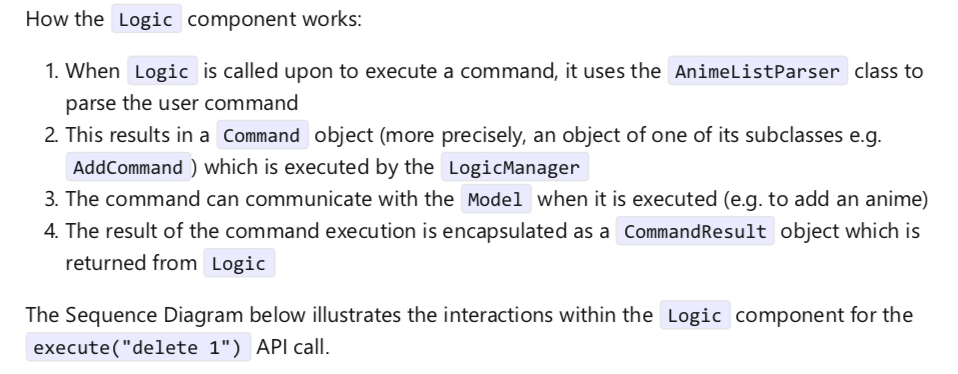 How the Logic component works:
1. When Logic is called upon to execute a command, it uses the AnimeListParser class to
parse the user command
2. This results in a Command object (more precisely, an object of one of its subclasses e.g.
AddCommand) which is executed by the LogicManager
3. The command can communicate with the Model when it is executed (e.g. to add an anime)
4. The result of the command execution is encapsulated as a CommandResult object which is
returned from Logic
The Sequence Diagram below illustrates the interactions within the Logic component for the
execute("delete 1") API call.